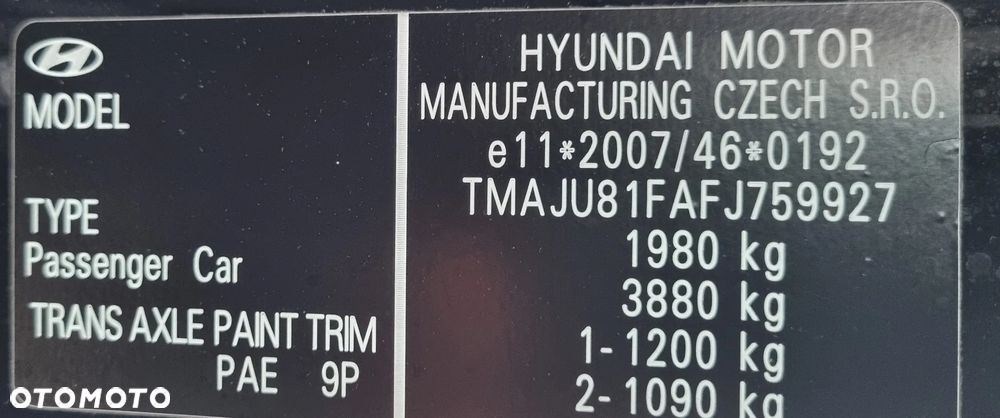 MODEL
TYPE
Passenger Car
TRANS AXLE PAINT TRIM
PAE 9P
HYUNDAI MOTOR
MANUFACTURING CZECH S.R.O.
e11*2007/46*0192
TMAJU81FAFJ759927
1980 kg
3880 kg
1-1200 kg
2-1090 kg
OTOMOTO